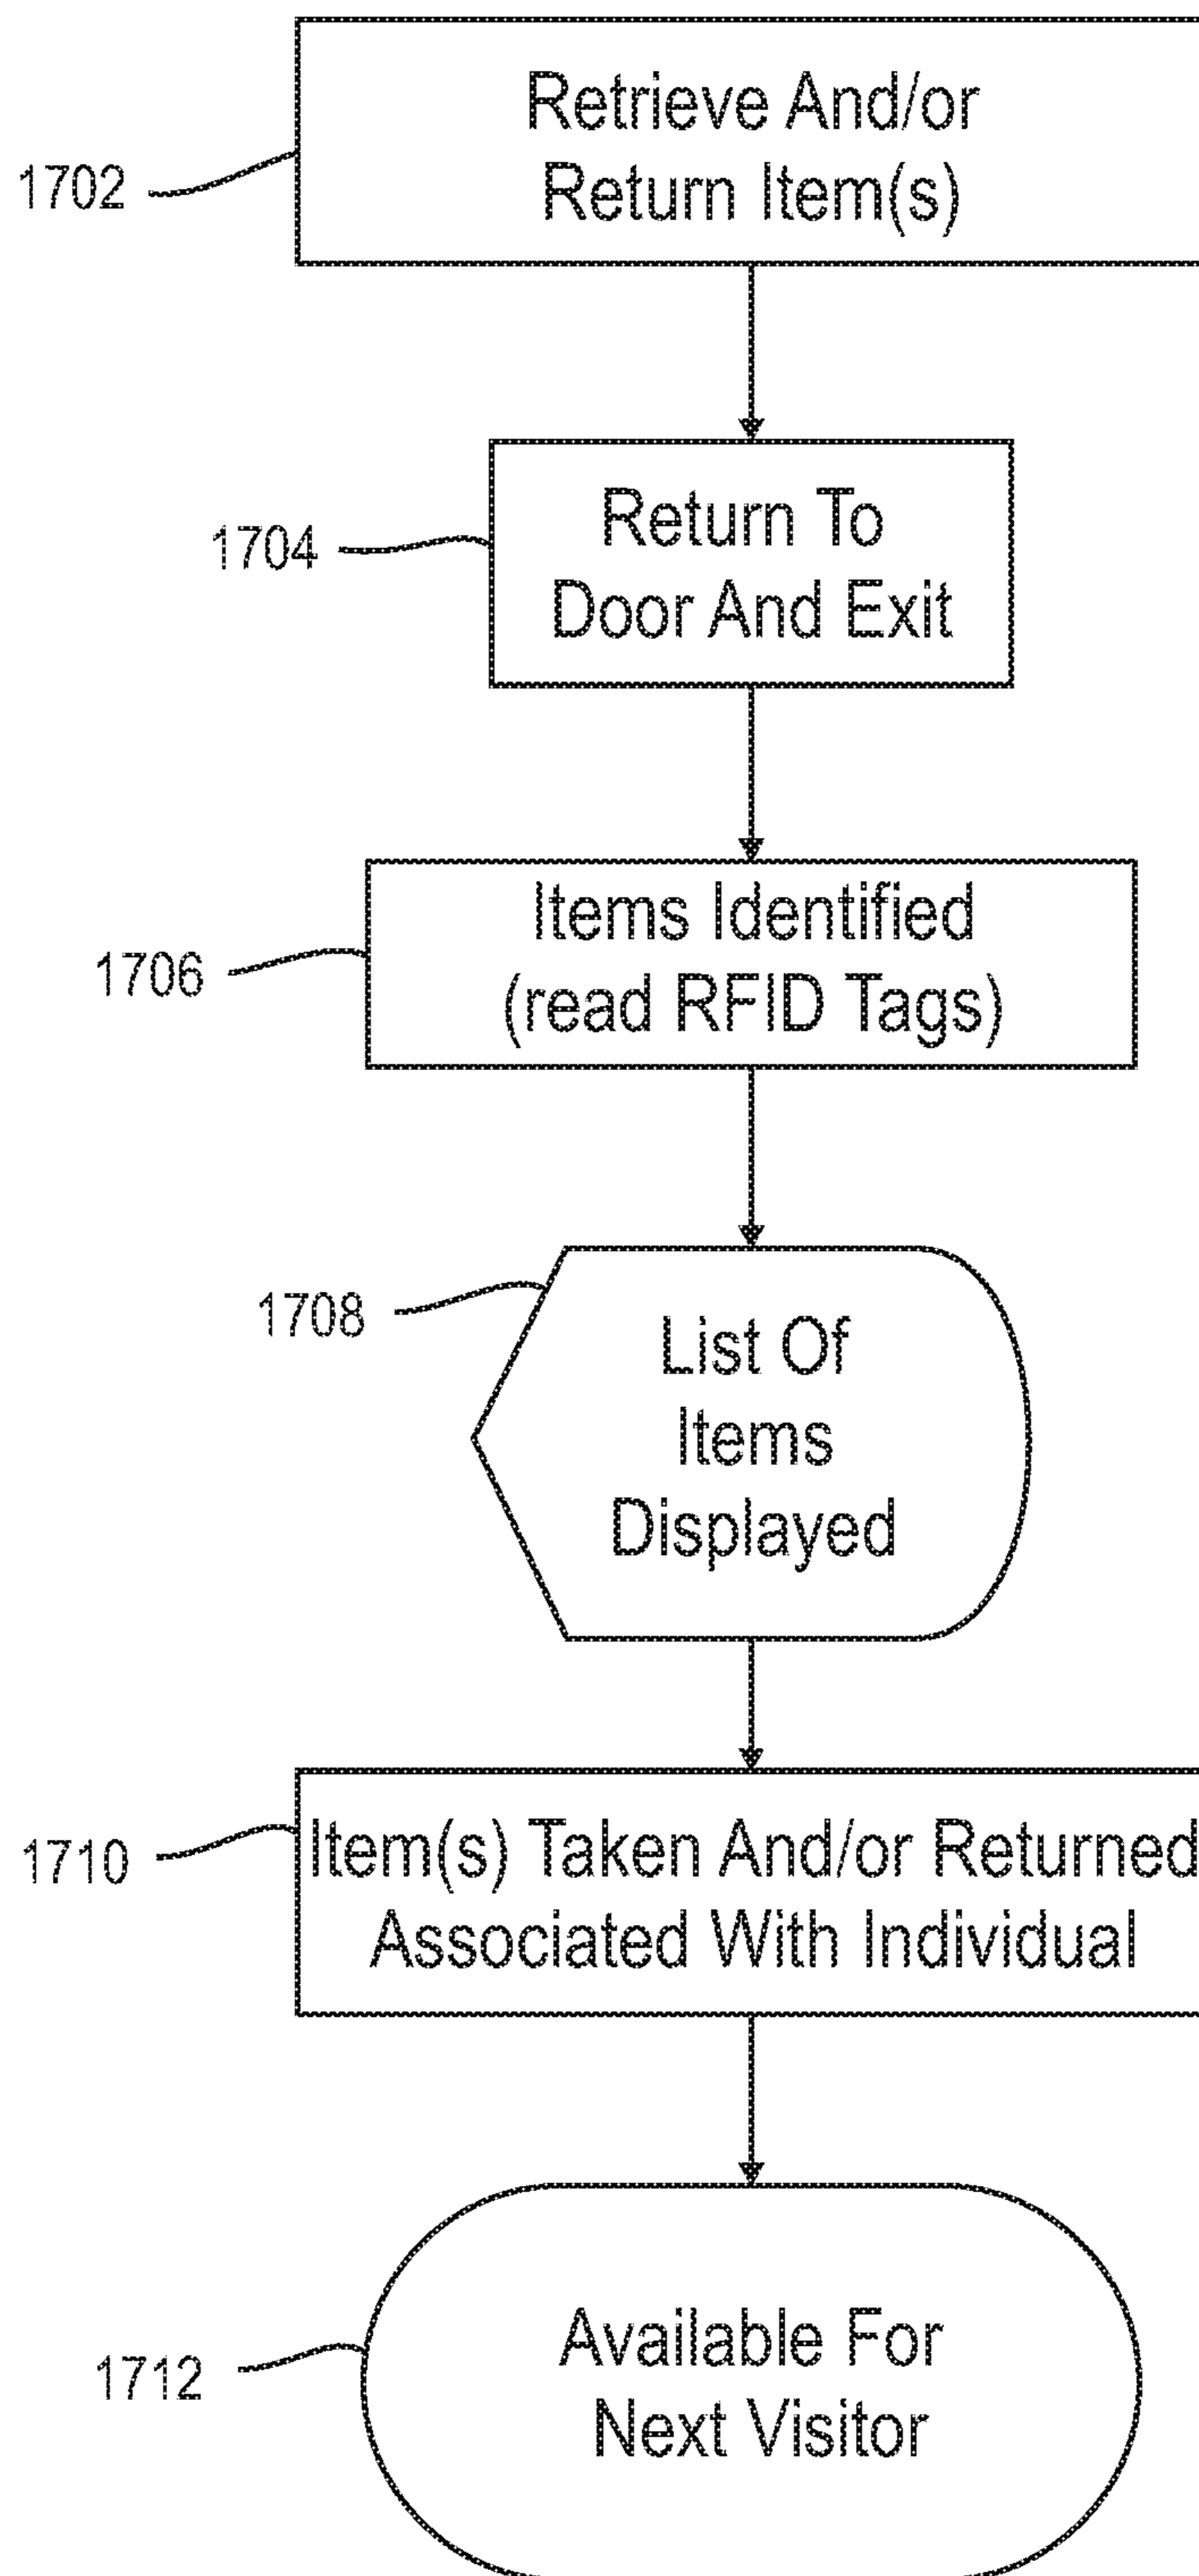 Retrieve And/or
Return Item(s)
1702
Return To
Door And Exit
1704
Items Identified
(read RFID Tags)
1706
List Of
Items
Displayed
1708
Item(s) Taken And/or Returned
Associated With Individual
1710
Available For
Next Visitor
1712